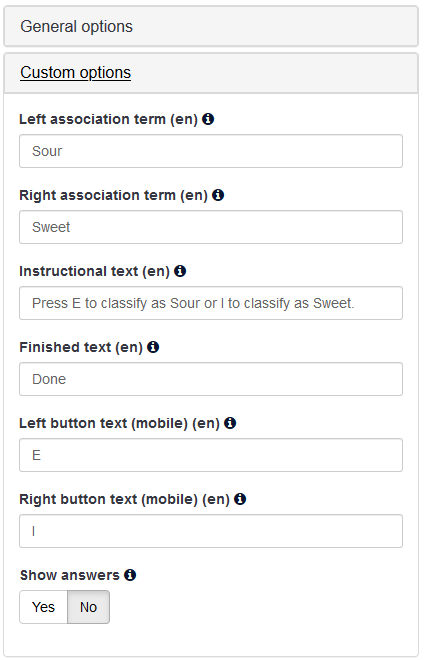 General options
Custom options
Left association term (en)
Sour
Right association term (en)
Sweet
Instructional text (en)
Press E to classify as Sour or I to classify as Sweet.
Finished text (en)
Done
Left button text (mobile) (en)
E
Right button text (mobile) (en)
I
Show answers
Yes No